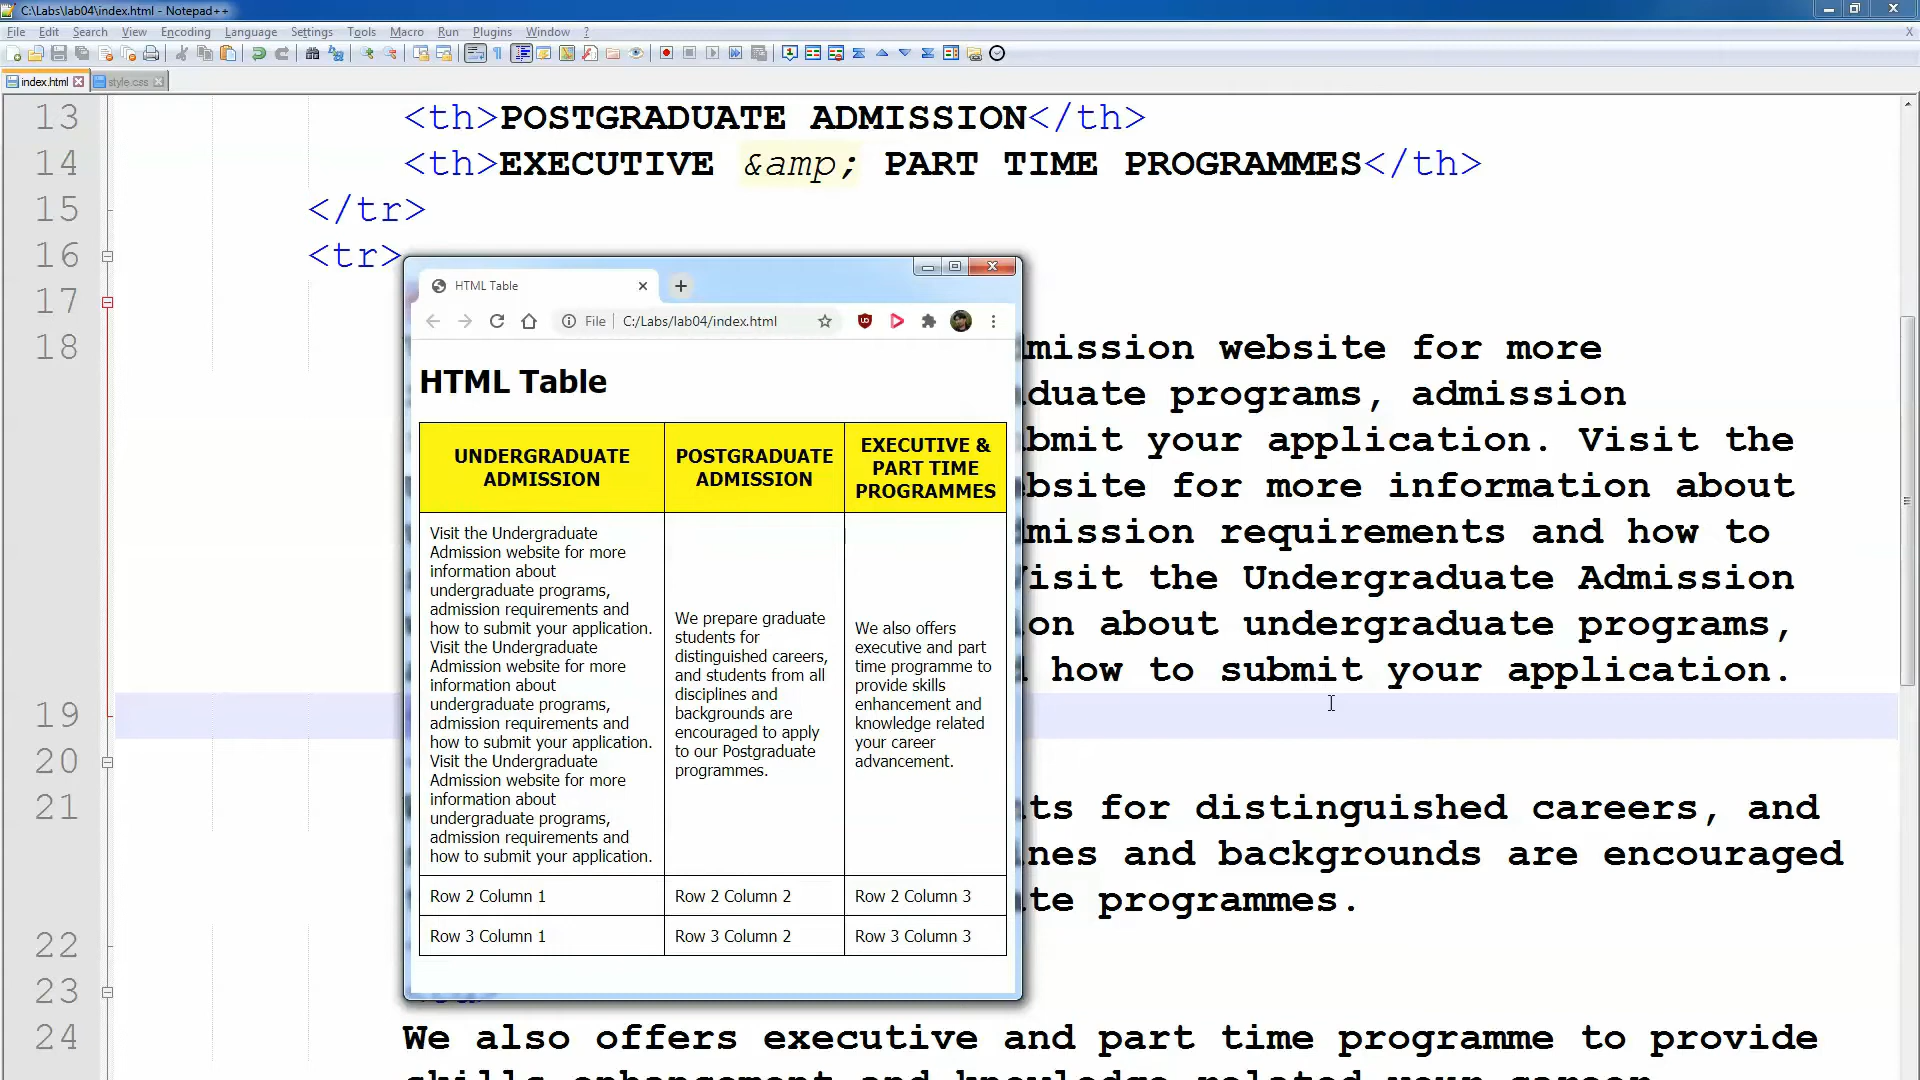 C:\Labs\lab04\index.html - Notepad++
File Edit Search View Encoding Language Settings Tools Macro Run Plugins Window ?
index.html style.css
13 <th>POSTGRADUATE ADMISSION</th>
14 <th>EXECUTIVE &amp; PART TIME PROGRAMMES</th>
15 </tr>
16 <tr>
17
18 mission website for more
duate programs, admission
bmit your application. Visit the
bsite for more information about
mission requirements and how to
Visit the Undergraduate Admission
on about undergraduate programs,
how to submit your application.
19
20
21 ts for distinguished careers, and
nes and backgrounds are encouraged
te programmes.
22
23
24 We also offers executive and part time programme to provide
skills enhancement and knowledge related your career
HTML Table
File C:/Labs/lab04/index.html
HTML Table
UNDERGRADUATE ADMISSION
POSTGRADUATE ADMISSION
EXECUTIVE &
PART TIME
PROGRAMMES
Visit the Undergraduate
Admission website for more
information about
undergraduate programs,
admission requirements and
how to submit your application.
Visit the Undergraduate
Admission website for more
information about
undergraduate programs,
admission requirements and
how to submit your application.
Visit the Undergraduate
Admission website for more
information about
undergraduate programs,
admission requirements and
how to submit your application.
We prepare graduate
students for
distinguished careers,
and students from all
disciplines and
backgrounds are
encouraged to apply
to our Postgraduate
programmes.
We also offers
executive and part
time programme to
provide skills
enhancement and
knowledge related
your career
advancement.
Row 2 Column 1 Row 2 Column 2 Row 2 Column 3
Row 3 Column 1 Row 3 Column 2 Row 3 Column 3